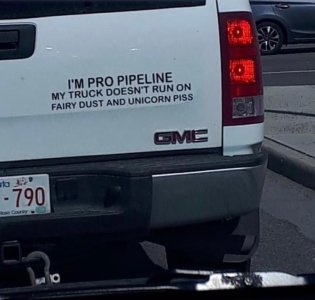 I'M PRO PIPELINE
MY TRUCK DOESN'T RUN ON
FAIRY DUST AND UNICORN PISS
GMC
-790